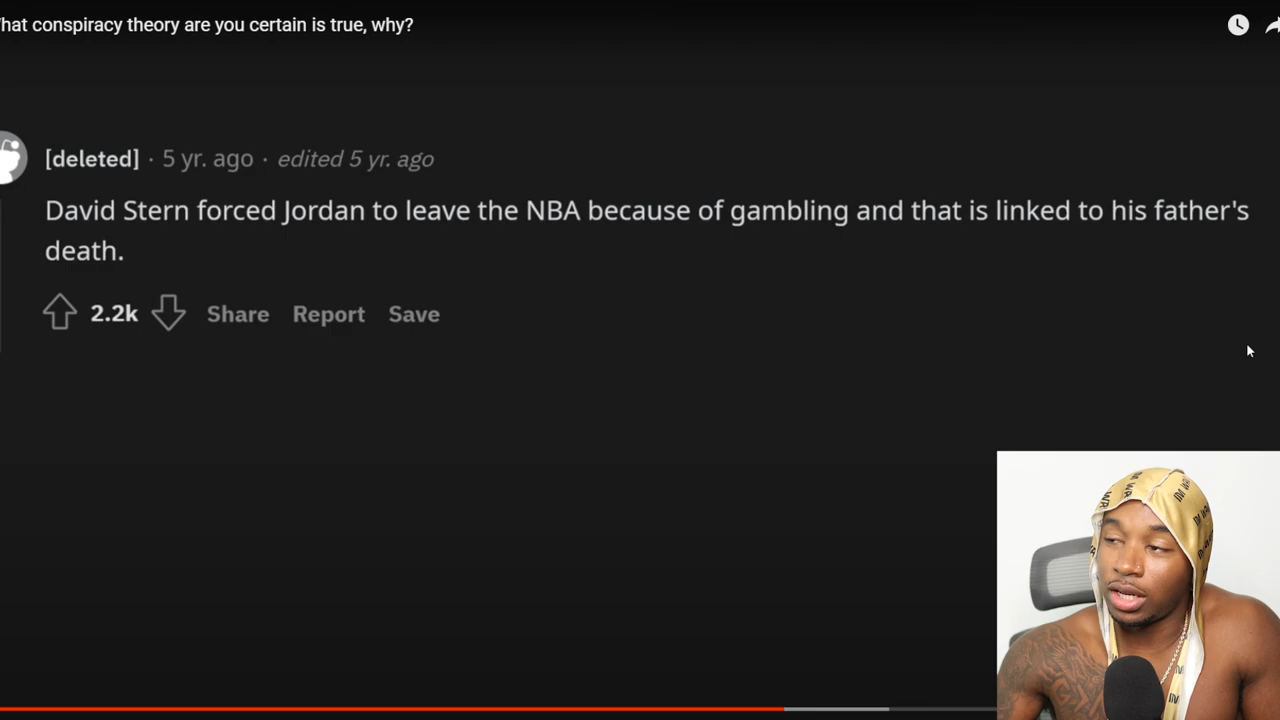 hat conspiracy theory are you certain is true, why?
[deleted] · 5 yr. ago · edited 5 yr. ago
David Stern forced Jordan to leave the NBA because of gambling and that is linked to his father's
death.
2.2k Share Report Save